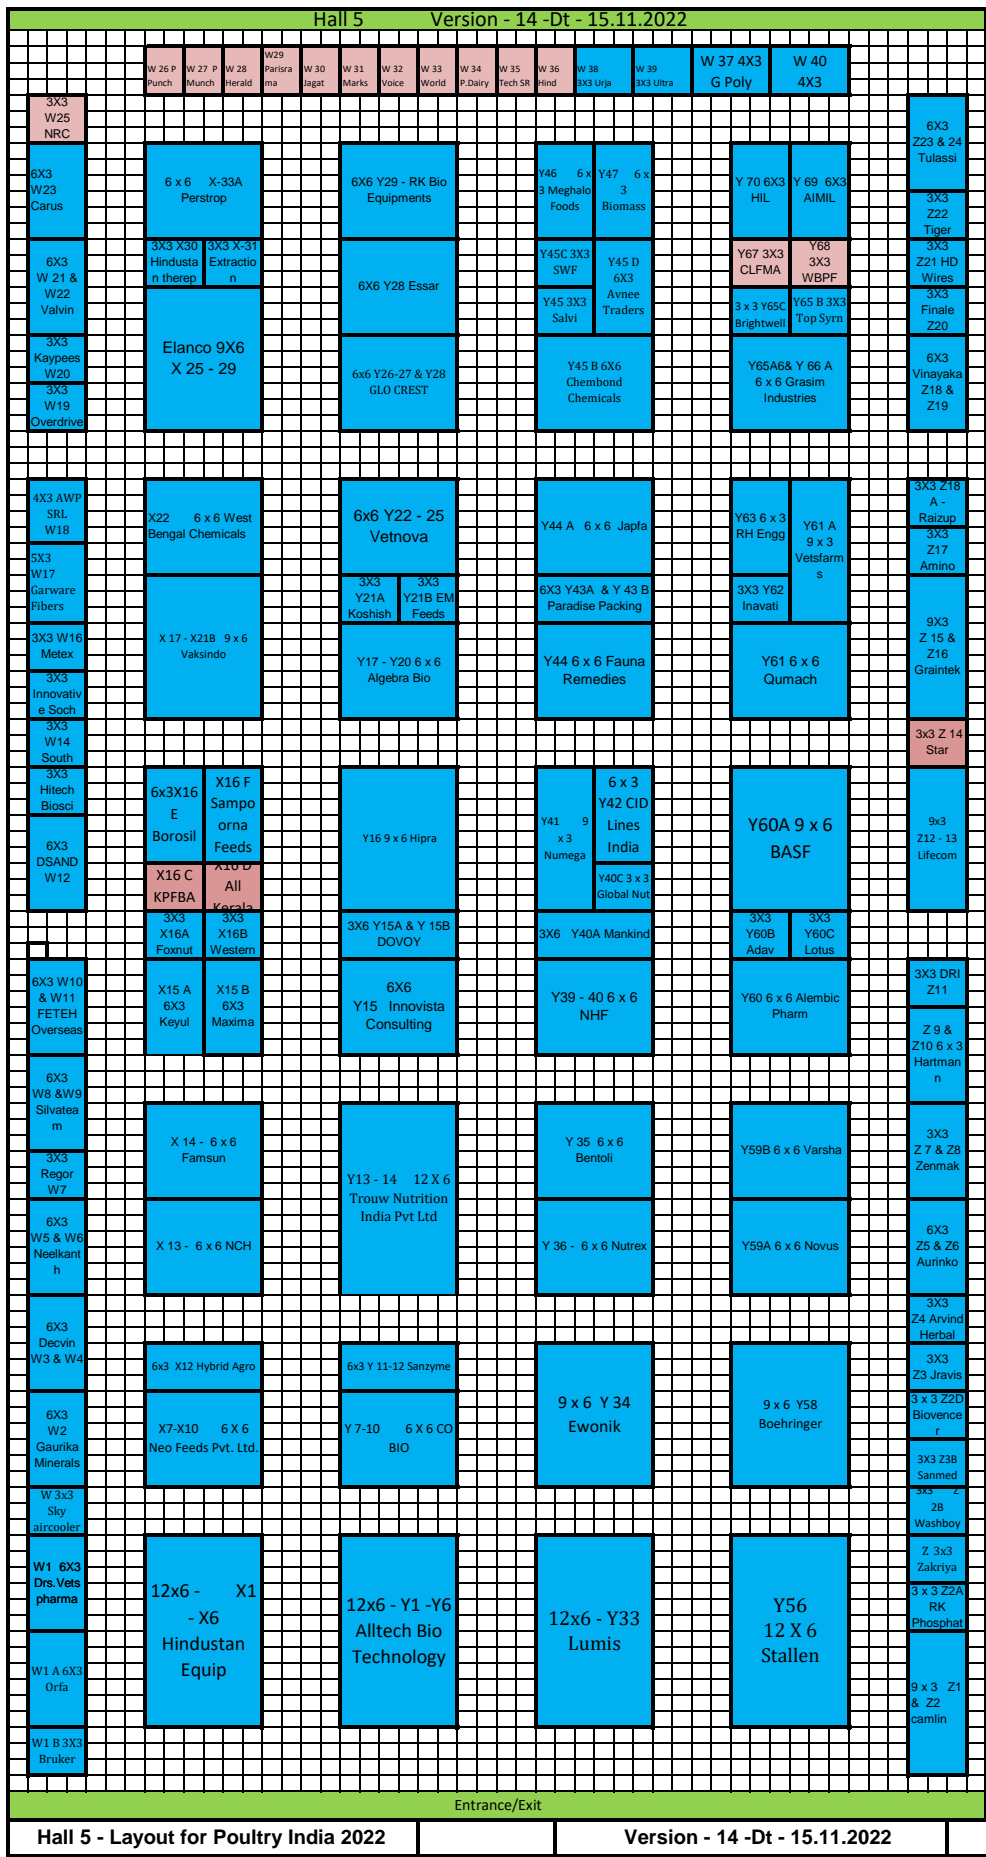 Hall 5 Version - 14 -Dt - 15.11.2022
W 26 P
Punch
W 27 P
Munch
W 28
Herald
W29
Parisra
ma
W 30
Jagat
W 31
Marks
W 32
Voice
W 33
World
W 34
P.Dairy
W 35
Tech SR
W 36
Hind
W 38
3X3 Urja
W 39
3X3 Ultra
W 37 4X3
G Poly
W 40
4X3
3X3
W25
NRC
6X3
W23
Carus
6X3
W 21 &
W22
Valvin
3X3
Kaypees
W20
3X3
W19
Overdrive
6 x 6 X-33A
Perstrop
3X3 X30
Hindusta
n therep
3X3 X-31
Extractio
n
Elanco 9X6
X 25 - 29
6X6 Y29 - RK Bio
Equipments
6X6 Y28 Essar
6x6 Y26-27 & Y28
GLO CREST
Y46 6 x
3 Meghalo
Foods
Y47 6 x
3
Biomass
Y45C 3X3
SWF
Y45 3X3
Salvi
Y45 D
6X3
Avnee
Traders
Y45 B 6X6
Chembond
Chemicals
Y 70 6X3
HIL
Y 69 6X3
AIMIL
Y67 3X3
CLFMA
Y68
3X3
WBPF
3 x 3 Y65C
Brightwell
Y65 B 3X3
Top Syrn
Y65A6& Y 66 A
6 x 6 Grasim
Industries
6X3
Z23 & 24
Tulassi
3X3
Z22
Tiger
3X3
Z21 HD
Wires
3X3
Finale
Z20
6X3
Vinayaka
Z18 &
Z19
4X3 AWP
SRL
W18
5X3
W17
Garware
Fibers
3X3 W16
Metex
3X3
Innovativ
e Soch
3X3
W14
South
3X3
Hitech
Biosci
6X3
DSAND
W12
X22 6 x 6 West
Bengal Chemicals
X 17 - X21B 9 x 6
Vaksindo
6x6 Y22 - 25
Vetnova
3X3
Y21A
Koshish
3X3
Y21B EM
Feeds
Y17 - Y20 6 x 6
Algebra Bio
Y44 A 6 x 6 Japfa
6X3 Y43A & Y 43 B
Paradise Packing
Y44 6 x 6 Fauna
Remedies
Y63 6 x 3
RH Engg
Y61 A
9 x 3
Vetsfarm
s
3X3 Y62
Inavati
Y61 6 x 6
Qumach
3X3 Z18
A -
Raizup
3X3
Z17
Amino
9X3
Z 15 &
Z16
Graintek
3x3 Z 14
Star
9x3
Z12 - 13
Lifecom
6x3X16
E
Borosil
X16 F
Sampo
orna
Feeds
X16 C
KPFBA
X16 D
All
Kerala
3X3
X16A
Foxnut
3X3
X16B
Western
X15 A
6X3
Keyul
X15 B
6X3
Maxima
Y16 9 x 6 Hipra
3X6 Y15A & Y 15B
DOVOY
6X6
Y15 Innovista
Consulting
Y41 9
x 3
Numega
6 x 3
Y42 CID
Lines
India
Y40C 3 x 3
Global Nut
3X6 Y40A Mankind
Y39 - 40 6 x 6
NHF
Y60A 9 x 6
BASF
3X3
Y60B
Adav
3X3
Y60C
Lotus
Y60 6 x 6 Alembic
Pharm
6X3 W10
& W11
FETEH
Overseas
6X3
W8 &W9
Silvatea
m
3X3
Regor
W7
6X3
W5 & W6
Neelkant
h
6X3
Decvin
W3 & W4
6X3
W2
Gaurika
Minerals
W 3x3
Sky
aircooler
W1 6X3
Drs.Vets
pharma
W1 A 6X3
Orfa
W1 B 3X3
Bruker
X 14 - 6 x 6
Famsun
X 13 - 6 x 6 NCH
Y13 - 14 12 X 6
Trouw Nutrition
India Pvt Ltd
Y 35 6 x 6
Bentoli
Y 36 - 6 x 6 Nutrex
Y59B 6 x 6 Varsha
Y59A 6 x 6 Novus
3X3 DRI
Z11
Z 9 &
Z10 6 x 3
Hartman
n
3X3
Z 7 & Z8
Zenmak
6X3
Z5 & Z6
Aurinko
3X3
Z4 Arvind
Herbal
3X3
Z3 Jravis
3 x 3 Z2D
Biovence
r
3X3 Z3B
Sanmed
3x3 Z
2B
Washboy
Z 3x3
Zakriya
3 x 3 Z2A
RK
Phosphat
9 x 3 Z1
& Z2
camlin
6x3 X12 Hybrid Agro
X7-X10 6 X 6
Neo Feeds Pvt. Ltd.
6x3 Y 11-12 Sanzyme
Y 7-10 6 X 6 CO
BIO
9 x 6 Y 34
Ewonik
9 x 6 Y58
Boehringer
12x6 - X1
- X6
Hindustan
Equip
12x6 - Y1 -Y6
Alltech Bio
Technology
12x6 - Y33
Lumis
Y56
12 X 6
Stallen
Entrance/Exit
Hall 5 - Layout for Poultry India 2022
Version - 14 -Dt - 15.11.2022